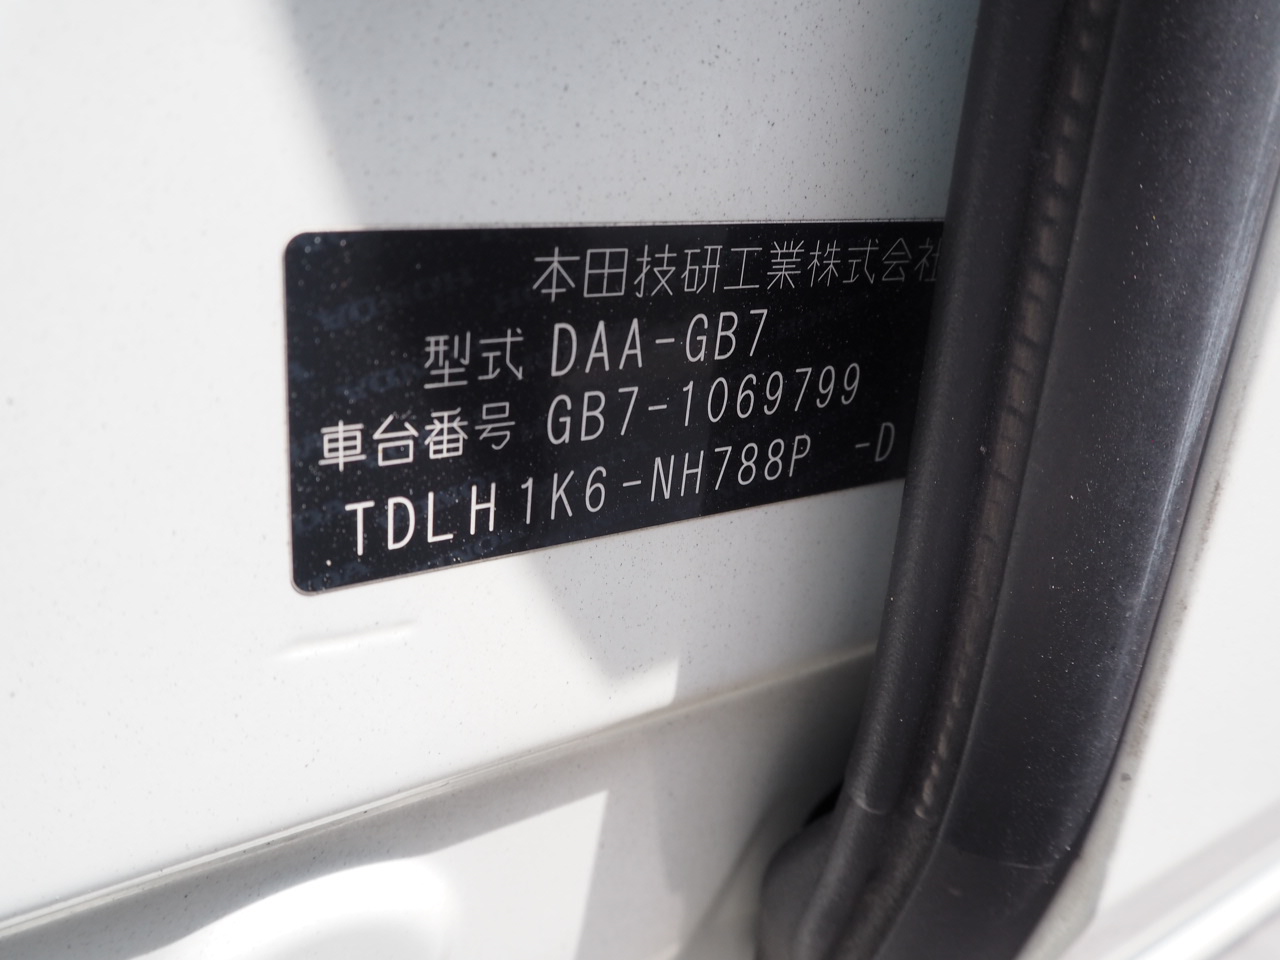 本田技研工業株式会社
型式 DAA-GB7
車台番号 GB7-1069799
TDLH1K6-NH788P -D